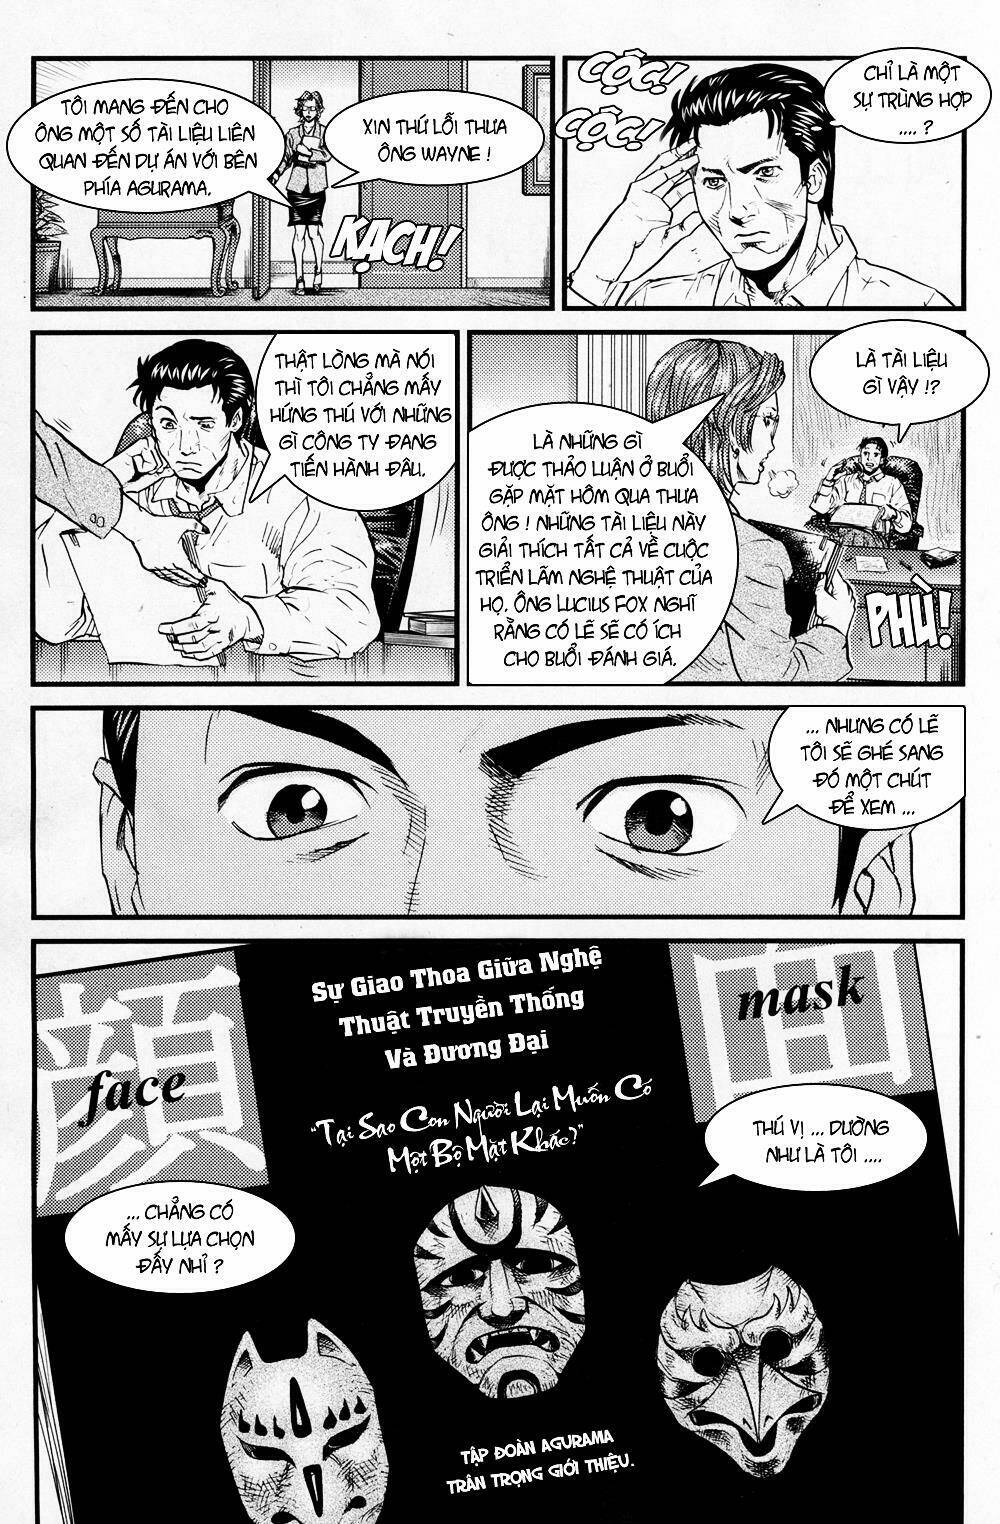 CỘC!
CỘC!
CHỈ LÀ MỘT
SỰ TRÙNG HỢP
.... ?
XIN THỨ LỖI THƯA
ÔNG WAYNE !
TÔI MANG ĐẾN CHO
ÔNG MỘT SỐ TÀI LIỆU LIÊN
QUAN ĐẾN DỰ ÁN VỚI BÊN
PHÍA AGURAMA.
KẠCH!
LÀ TÀI LIỆU
GÌ VẬY !?
LÀ NHỮNG GÌ
ĐƯỢC THẢO LUẬN Ở BUỔI
GẶP MẶT HÔM QUA THƯA
ÔNG ! NHỮNG TÀI LIỆU NÀY
GIẢI THÍCH TẤT CẢ VỀ CUỘC
TRIỂN LÃM NGHỆ THUẬT CỦA
HỌ. ÔNG LUCIUS FOX NGHĨ
RẰNG CÓ LẼ SẼ CÓ ÍCH
CHO BUỔI ĐÁNH GIÁ.
PHÙ!
THẬT LÒNG MÀ NÓI
THÌ TÔI CHẲNG MẤY
HỨNG THÚ VỚI NHỮNG
GÌ CÔNG TY ĐANG
TIẾN HÀNH ĐÂU.
... NHƯNG CÓ LẼ
TÔI SẼ GHÉ SANG
ĐÓ MỘT CHÚT
ĐỂ XEM ...
面
mask
顔
face
Sự Giao Thoa Giữa Nghệ
Thuật Truyền Thống
Và Đương Đại
"Tại Sao Con Người Lại Muốn Có
Một Bộ Mặt Khác?"
THÚ VỊ ... DƯỜNG
NHƯ LÀ TÔI ....
... CHẲNG CÓ
MẤY SỰ LỰA CHỌN
ĐẤY NHỈ ?
TẬP ĐOÀN AGURAMA
TRÂN TRỌNG GIỚI THIỆU.